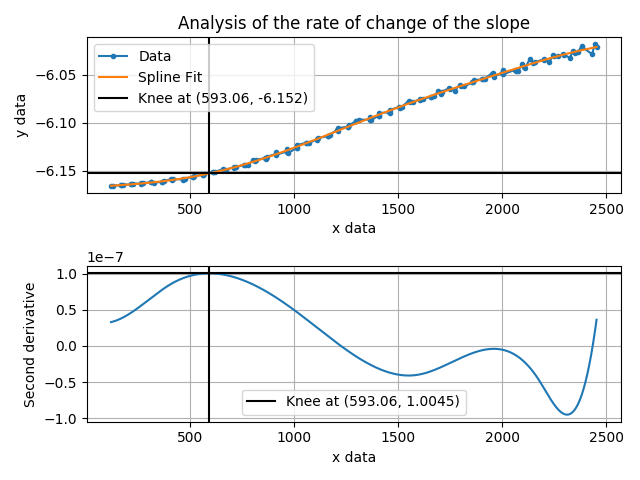 Analysis of the rate of change of the slope
Data
Spline Fit
Knee at (593.06, -6.152)
−6.05
−6.10
−6.15
y data
500 1000 1500 2000 2500
x data
1e−7
1.0
0.5
0.0
−0.5
−1.0
Second derivative
Knee at (593.06, 1.0045)
500 1000 1500 2000 2500
x data